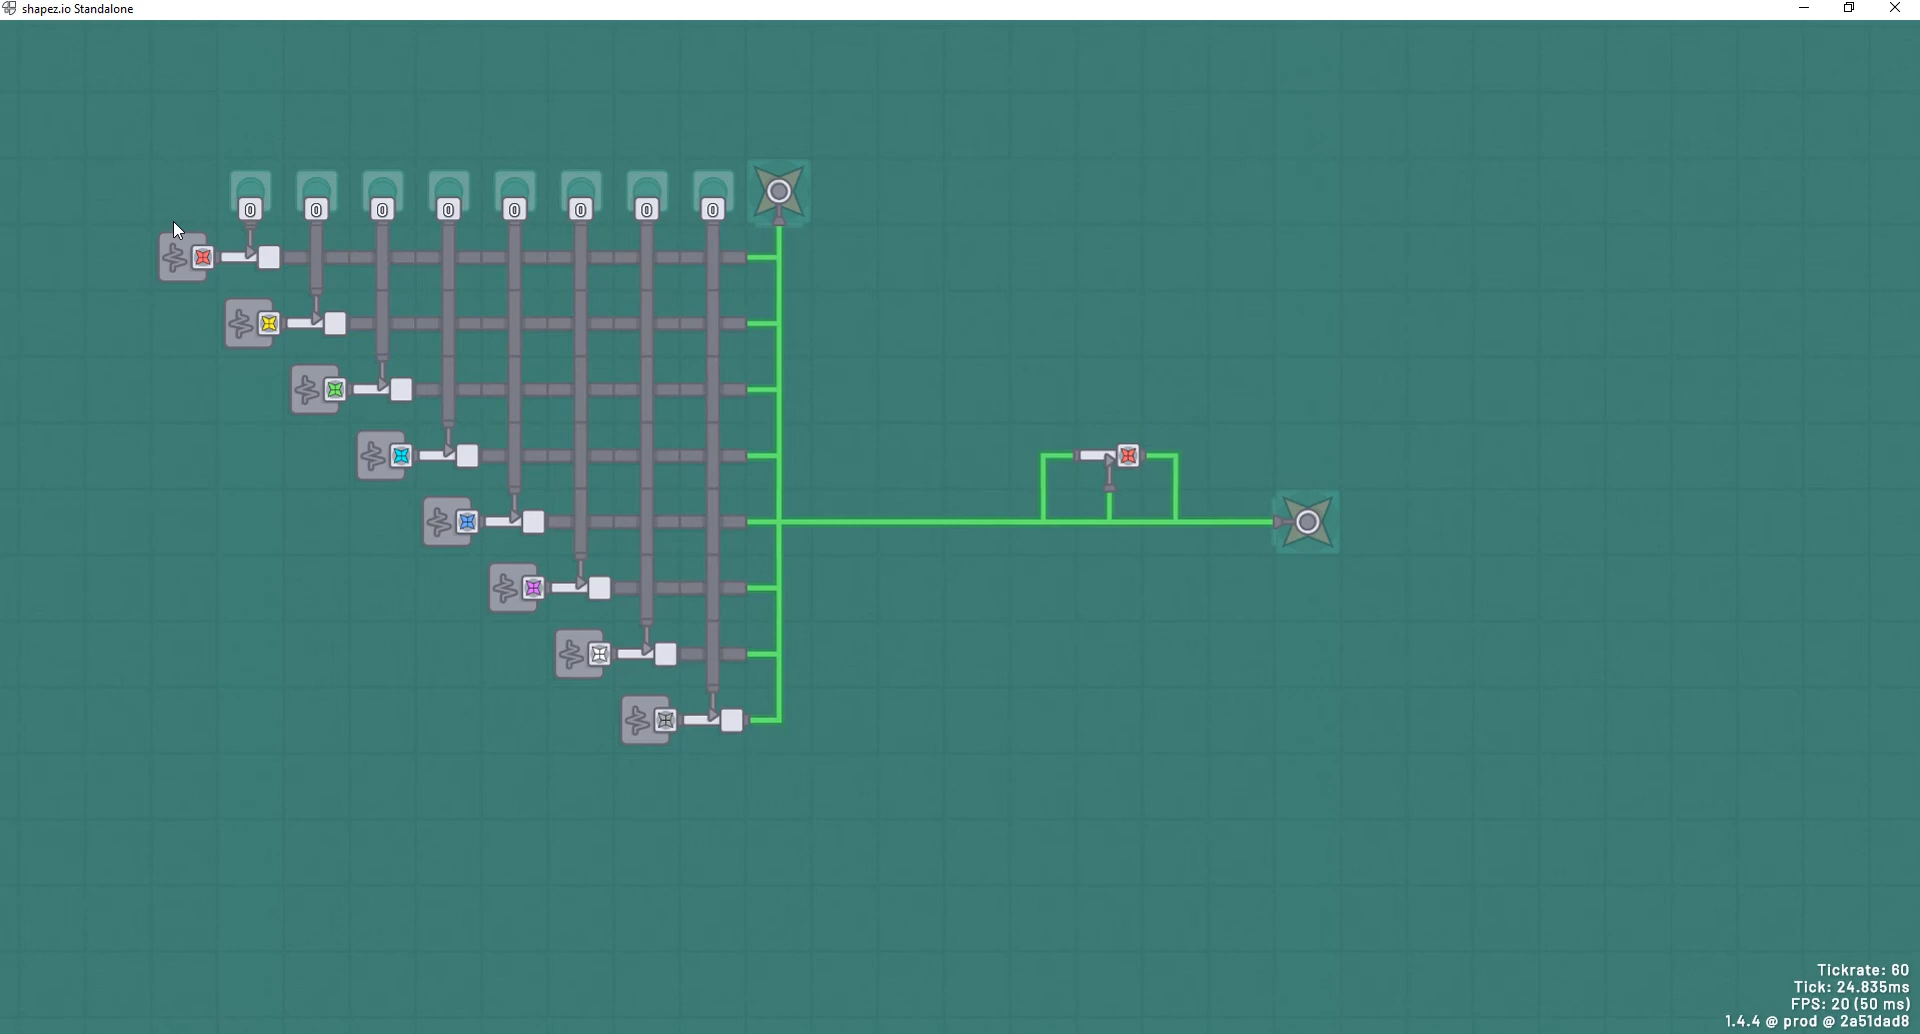 shapez.io Standalone
0 0 0 0 0 0 0 0
Tickrate: 60
Tick: 24.835ms
FPS: 20 (50 ms)
1.4.4 @ prod @ 2a51dad8